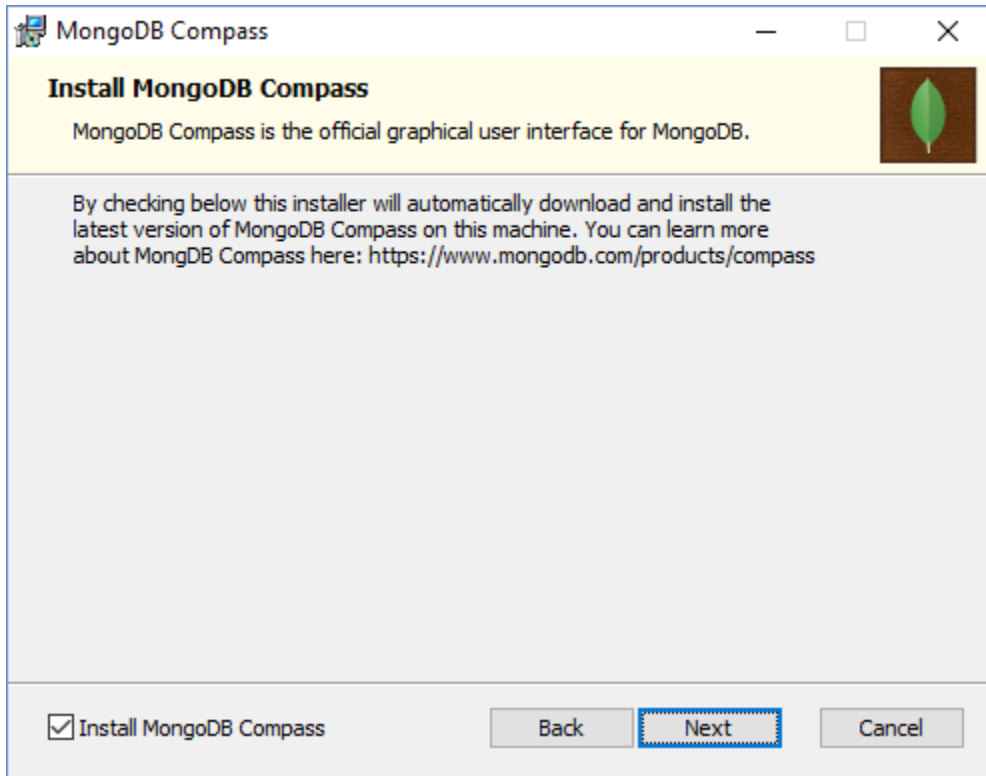 MongoDB Compass
Install MongoDB Compass
MongoDB Compass is the official graphical user interface for MongoDB.
By checking below this installer will automatically download and install the
latest version of MongoDB Compass on this machine. You can learn more
about MongDB Compass here: https://www.mongodb.com/products/compass
Install MongoDB Compass
Back
Next
Cancel